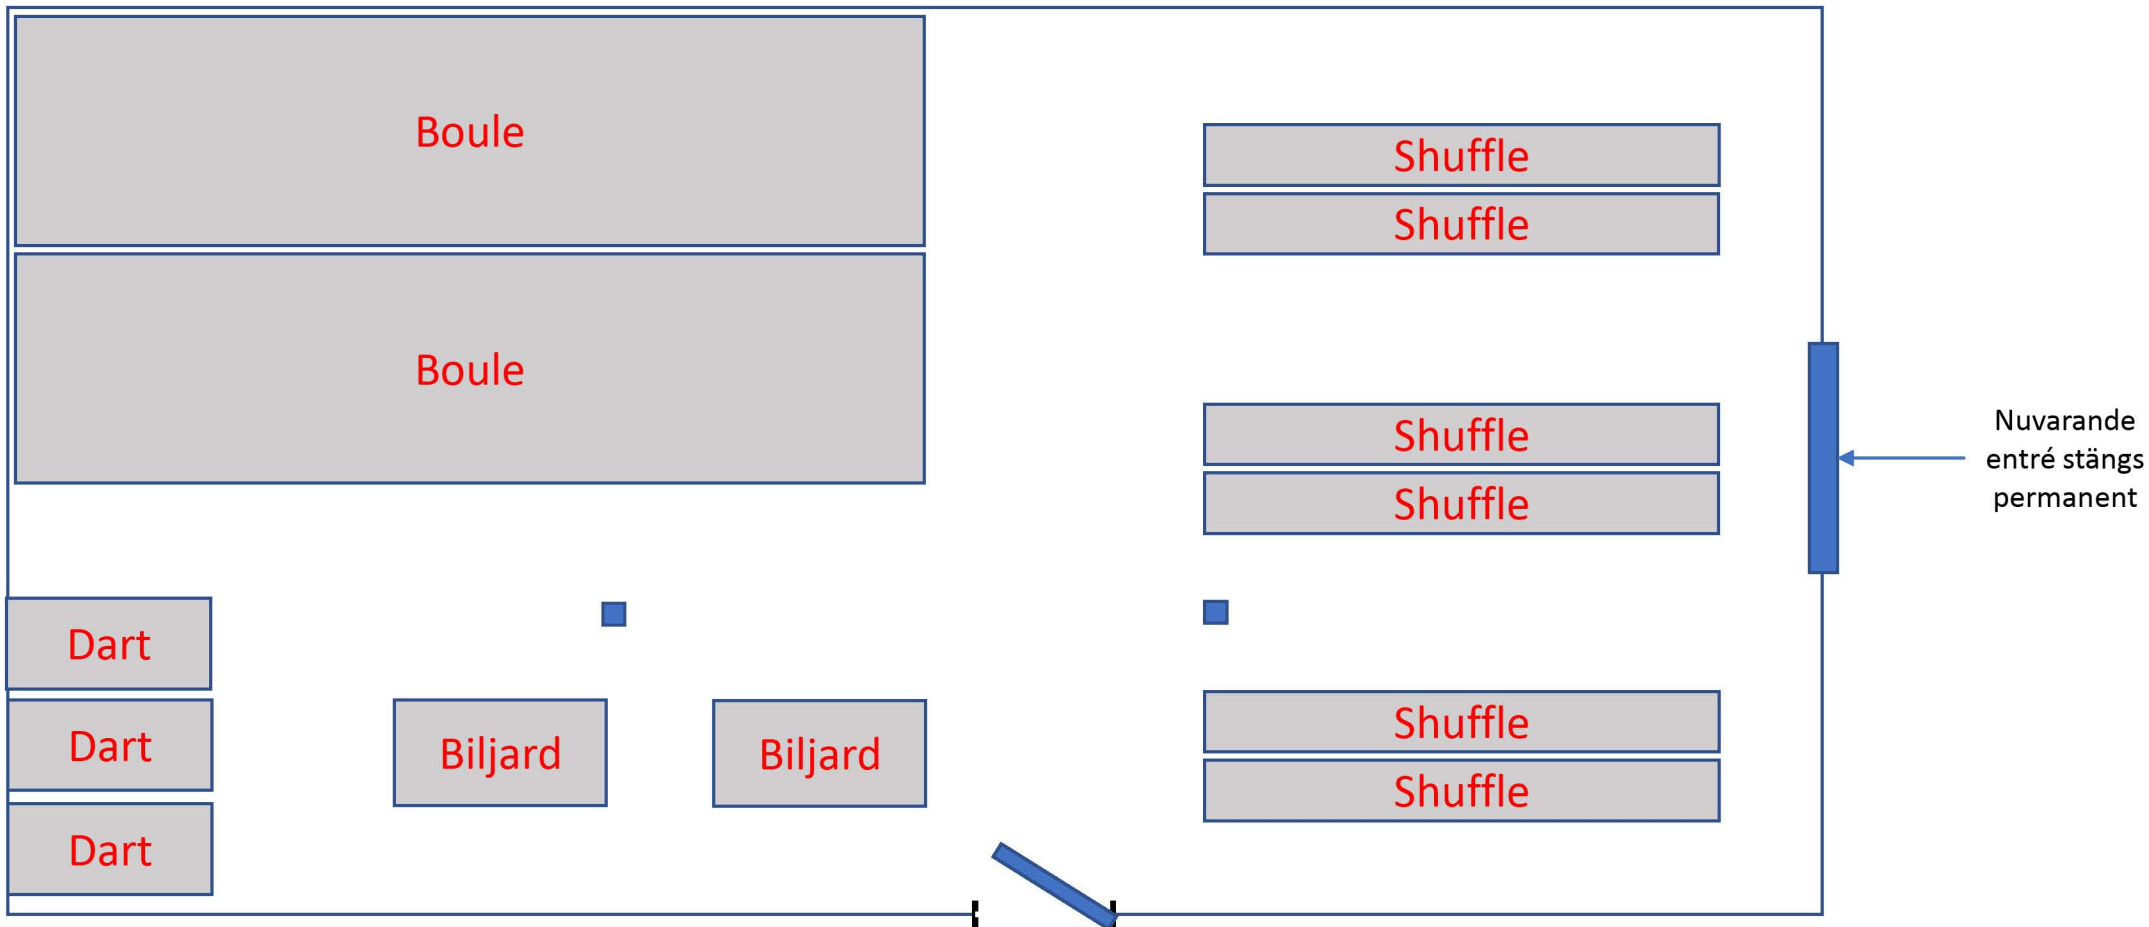 Boule
Boule
Shuffle
Shuffle
Shuffle
Shuffle
Nuvarande
entré stängs
permanent
Dart
Dart
Dart
Biljard
Biljard
Shuffle
Shuffle